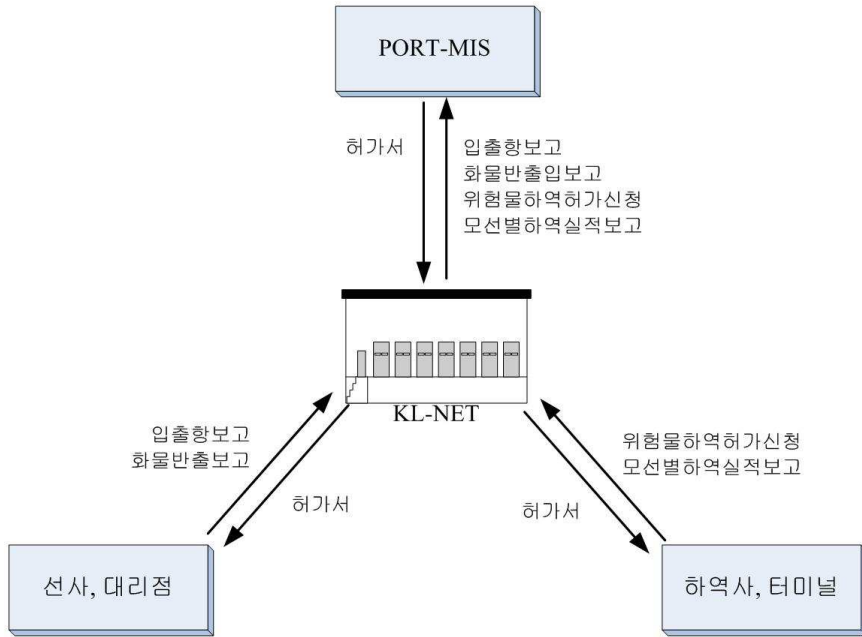 PORT-MIS
허가서
입출항보고
화물반출입보고
위험물하역허가신청
모선별하역실적보고
KL-NET
입출항보고
화물반출보고
허가서
위험물하역허가신청
모선별하역실적보고
허가서
선사, 대리점
하역사, 터미널